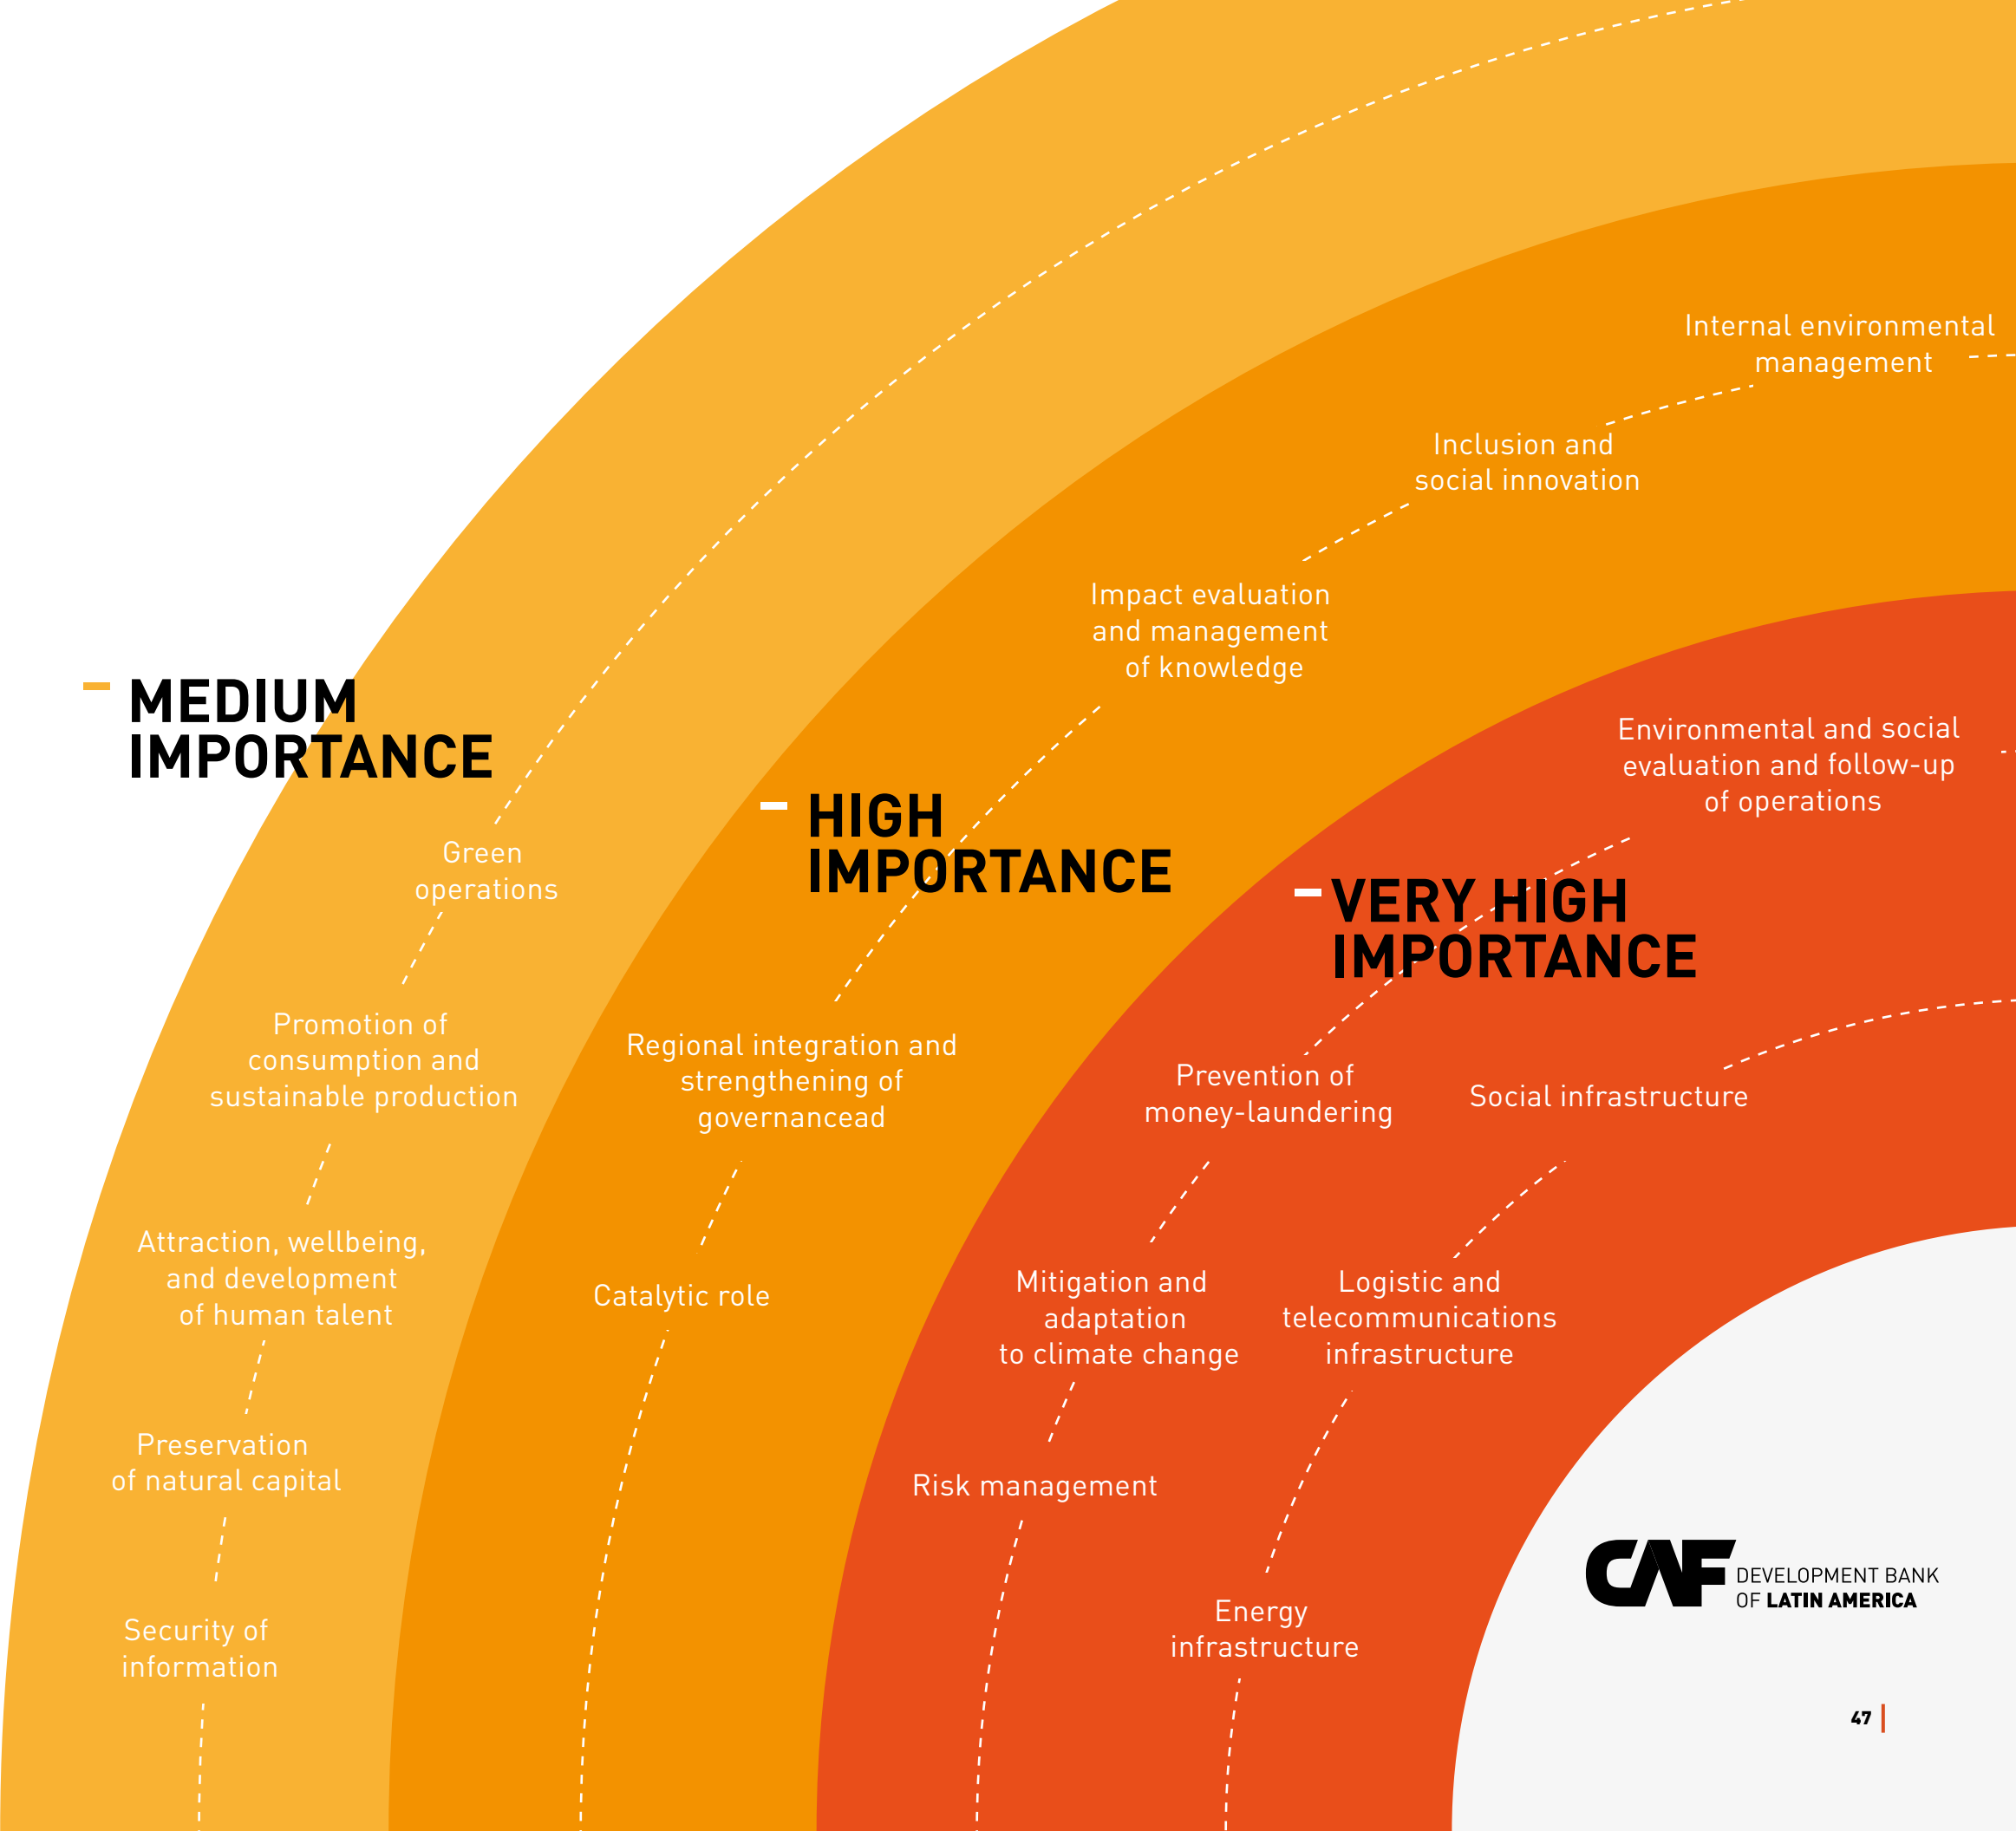 MEDIUM
IMPORTANCE
Green
operations
Promotion of
consumption and
sustainable production
Attraction, wellbeing,
and development
of human talent
Preservation
of natural capital
Security of
information
HIGH
IMPORTANCE
Internal environmental
management
Inclusion and
social innovation
Impact evaluation
and management
of knowledge
Regional integration and
strengthening of
governancead
Catalytic role
VERY HIGH
IMPORTANCE
Environmental and social
evaluation and follow-up
of operations
Prevention of
money-laundering
Mitigation and
adaptation
to climate change
Risk management
Social infrastructure
Logistic and
telecommunications
infrastructure
Energy
infrastructure
CAF
DEVELOPMENT BANK
OF LATIN AMERICA
47